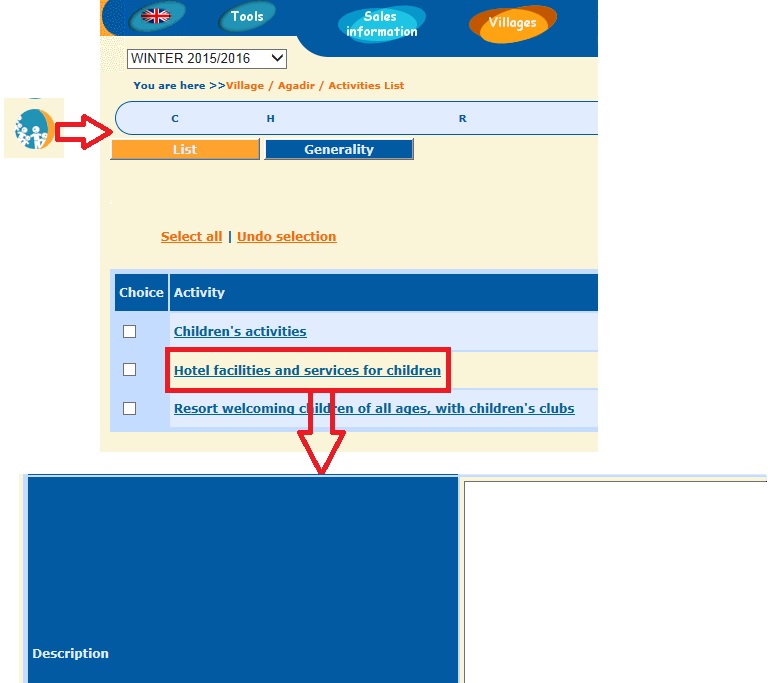 Tools
Sales
information
Villages
WINTER 2015/2016
You are here >>Village / Agadir / Activities List
C H R
List Generality
Select all | Undo selection
Choice Activity
Children's activities
Hotel facilities and services for children
Resort welcoming children of all ages, with children's clubs
Description